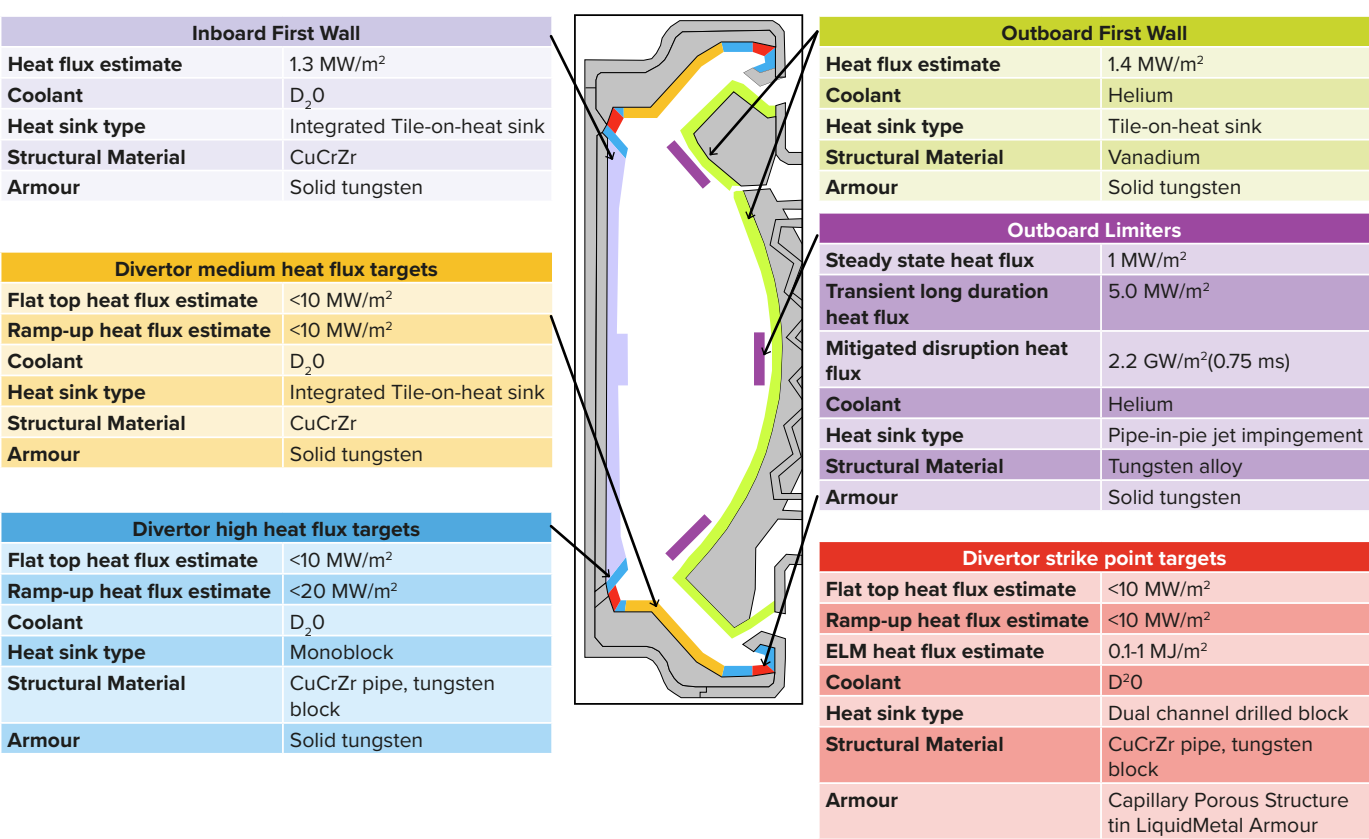 Inboard First Wall
Heat flux estimate 1.3 MW/m²
Coolant D₂0
Heat sink type Integrated Tile-on-heat sink
Structural Material CuCrZr
Armour Solid tungsten
Divertor medium heat flux targets
Flat top heat flux estimate <10 MW/m²
Ramp-up heat flux estimate <10 MW/m²
Coolant D₂0
Heat sink type Integrated Tile-on-heat sink
Structural Material CuCrZr
Armour Solid tungsten
Divertor high heat flux targets
Flat top heat flux estimate <10 MW/m²
Ramp-up heat flux estimate <20 MW/m²
Coolant D₂0
Heat sink type Monoblock
Structural Material CuCrZr pipe, tungsten
block
Armour Solid tungsten
Outboard First Wall
Heat flux estimate 1.4 MW/m²
Coolant Helium
Heat sink type Tile-on-heat sink
Structural Material Vanadium
Armour Solid tungsten
Outboard Limiters
Steady state heat flux 1 MW/m²
Transient long duration 5.0 MW/m²
heat flux
Mitigated disruption heat
flux 2.2 GW/m²(0.75 ms)
Coolant Helium
Heat sink type Pipe-in-pie jet impingement
Structural Material Tungsten alloy
Armour Solid tungsten
Divertor strike point targets
Flat top heat flux estimate <10 MW/m²
Ramp-up heat flux estimate <10 MW/m²
ELM heat flux estimate 0.1-1 MJ/m²
Coolant D²0
Heat sink type Dual channel drilled block
Structural Material CuCrZr pipe, tungsten
block
Armour Capillary Porous Structure
tin LiquidMetal Armour